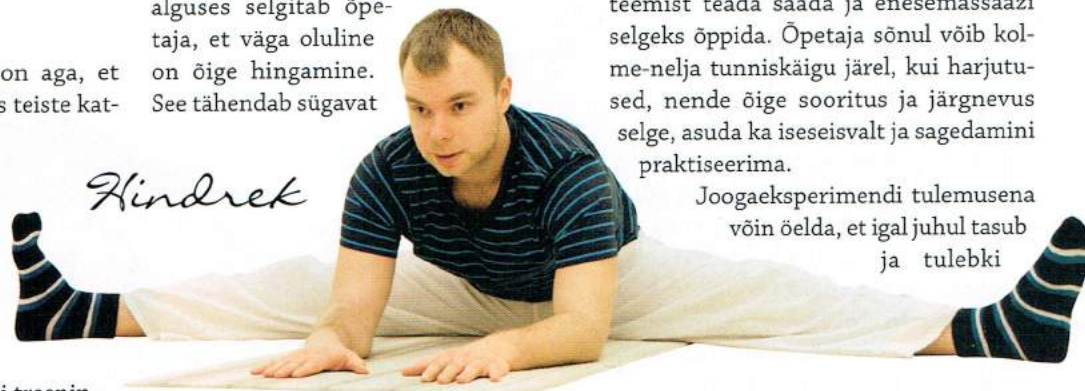 on aga, et
s teiste kat-
alguses selgitab õpe-
taja, et väga oluline
on õige hingamine.
See tähendab sügavat
Hindrek
teemist teada saada ja enesemassaaži
selgeks õppida. Õpetaja sõnul võib kol-
me-nelja tunniskäigu järel, kui harjutu-
sed, nende õige sooritus ja järgnevus
selge, asuda ka iseseisvalt ja sagedamini
praktiseerima.
Joogaeksperimendi tulemusena
võin öelda, et igal juhul tasub
ja tulebki